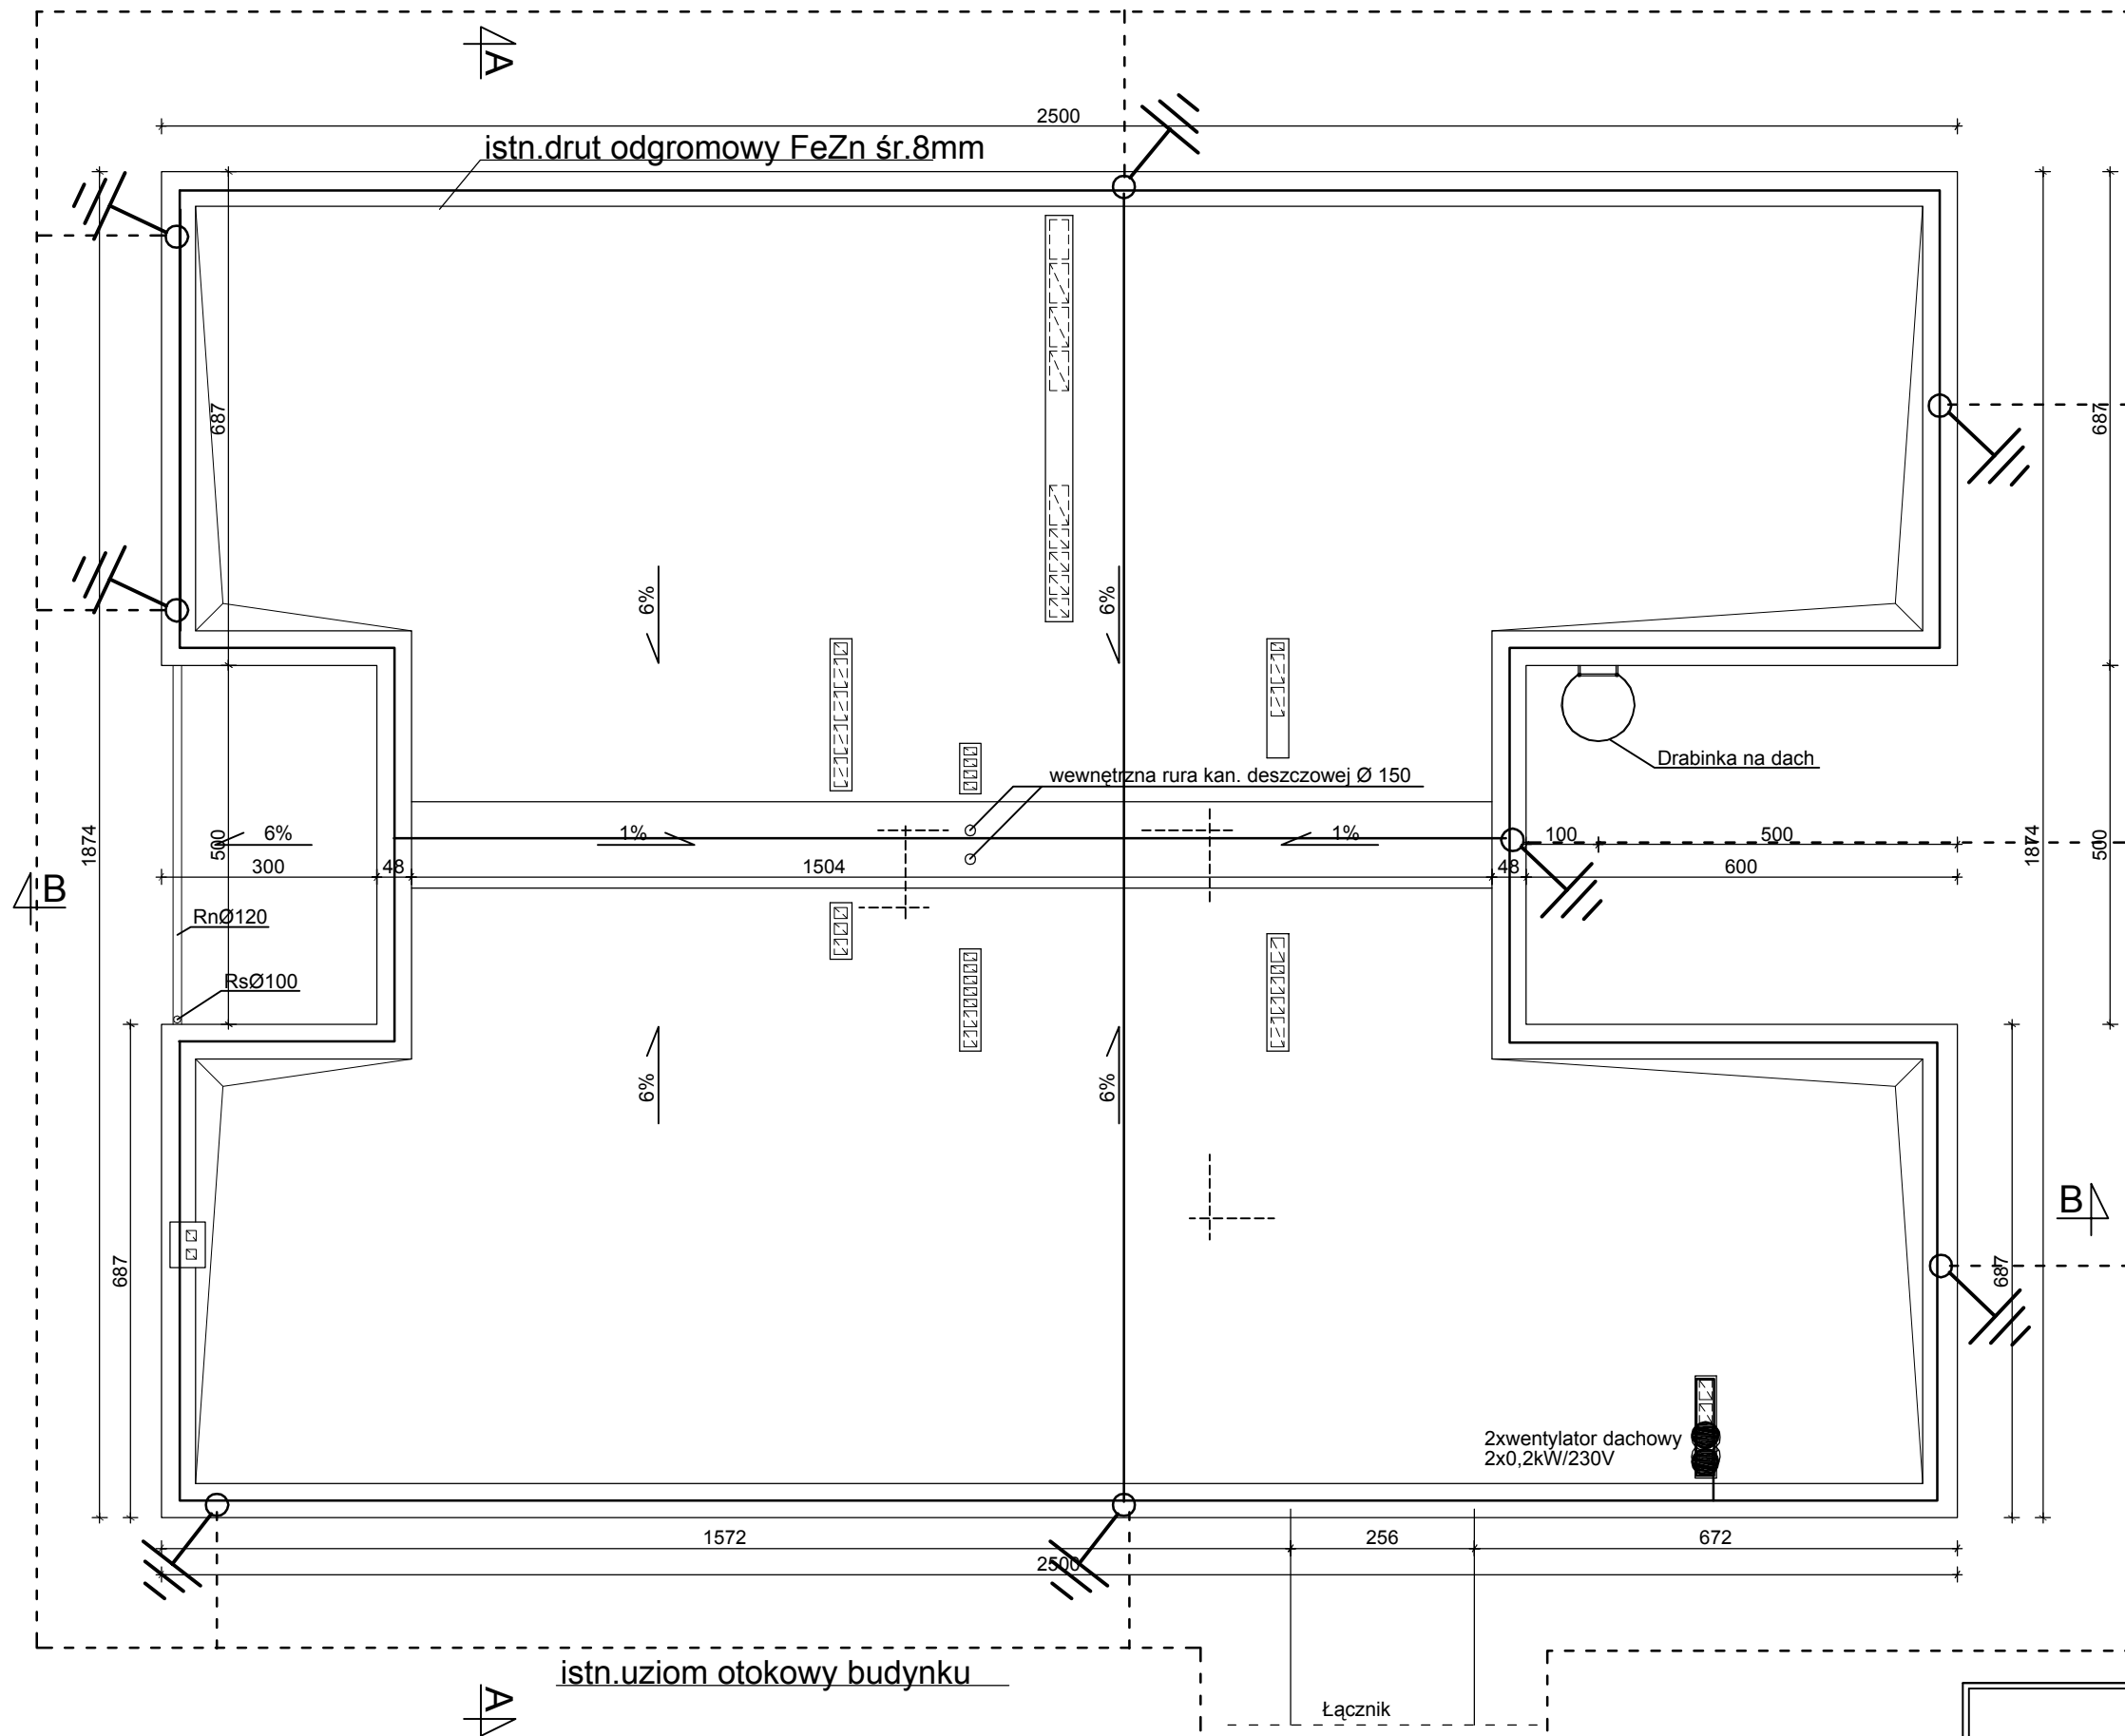 A
2500
istn.drut odgromowy FeZn śr.8mm
687
687
6%
6%
Drabinka na dach
wewnętrzna rura kan. deszczowej Ø 150
1874
500
6%
1%
1%
100
500
1874
500
300
48
1504
48
600
B
RnØ120
RsØ100
6%
6%
B
687
687
2xwentylator dachowy
2x0,2kW/230V
1572
256
672
2500
istn.uziom otokowy budynku
A
Łącznik